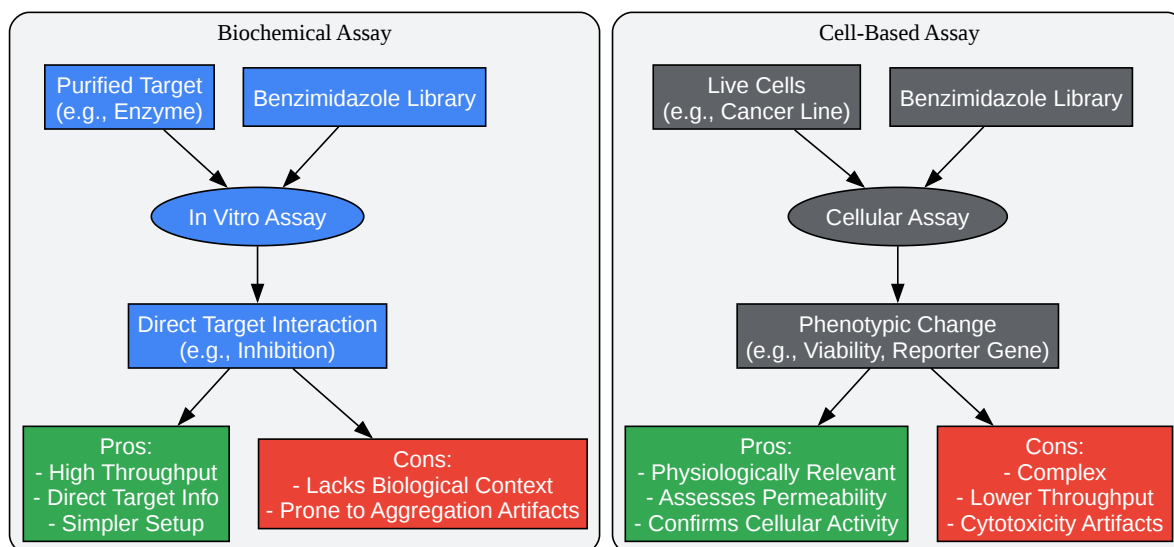 Biochemical Assay
Purified Target
(e.g., Enzyme)
Benzimidazole Library
In Vitro Assay
Direct Target Interaction
(e.g., Inhibition)
Pros:
- High Throughput
- Direct Target Info
- Simpler Setup
Cons:
- Lacks Biological Context
- Prone to Aggregation Artifacts
Cell-Based Assay
Live Cells
(e.g., Cancer Line)
Benzimidazole Library
Cellular Assay
Phenotypic Change
(e.g., Viability, Reporter Gene)
Pros:
- Physiologically Relevant
- Assesses Permeability
- Confirms Cellular Activity
Cons:
- Complex
- Lower Throughput
- Cytotoxicity Artifacts